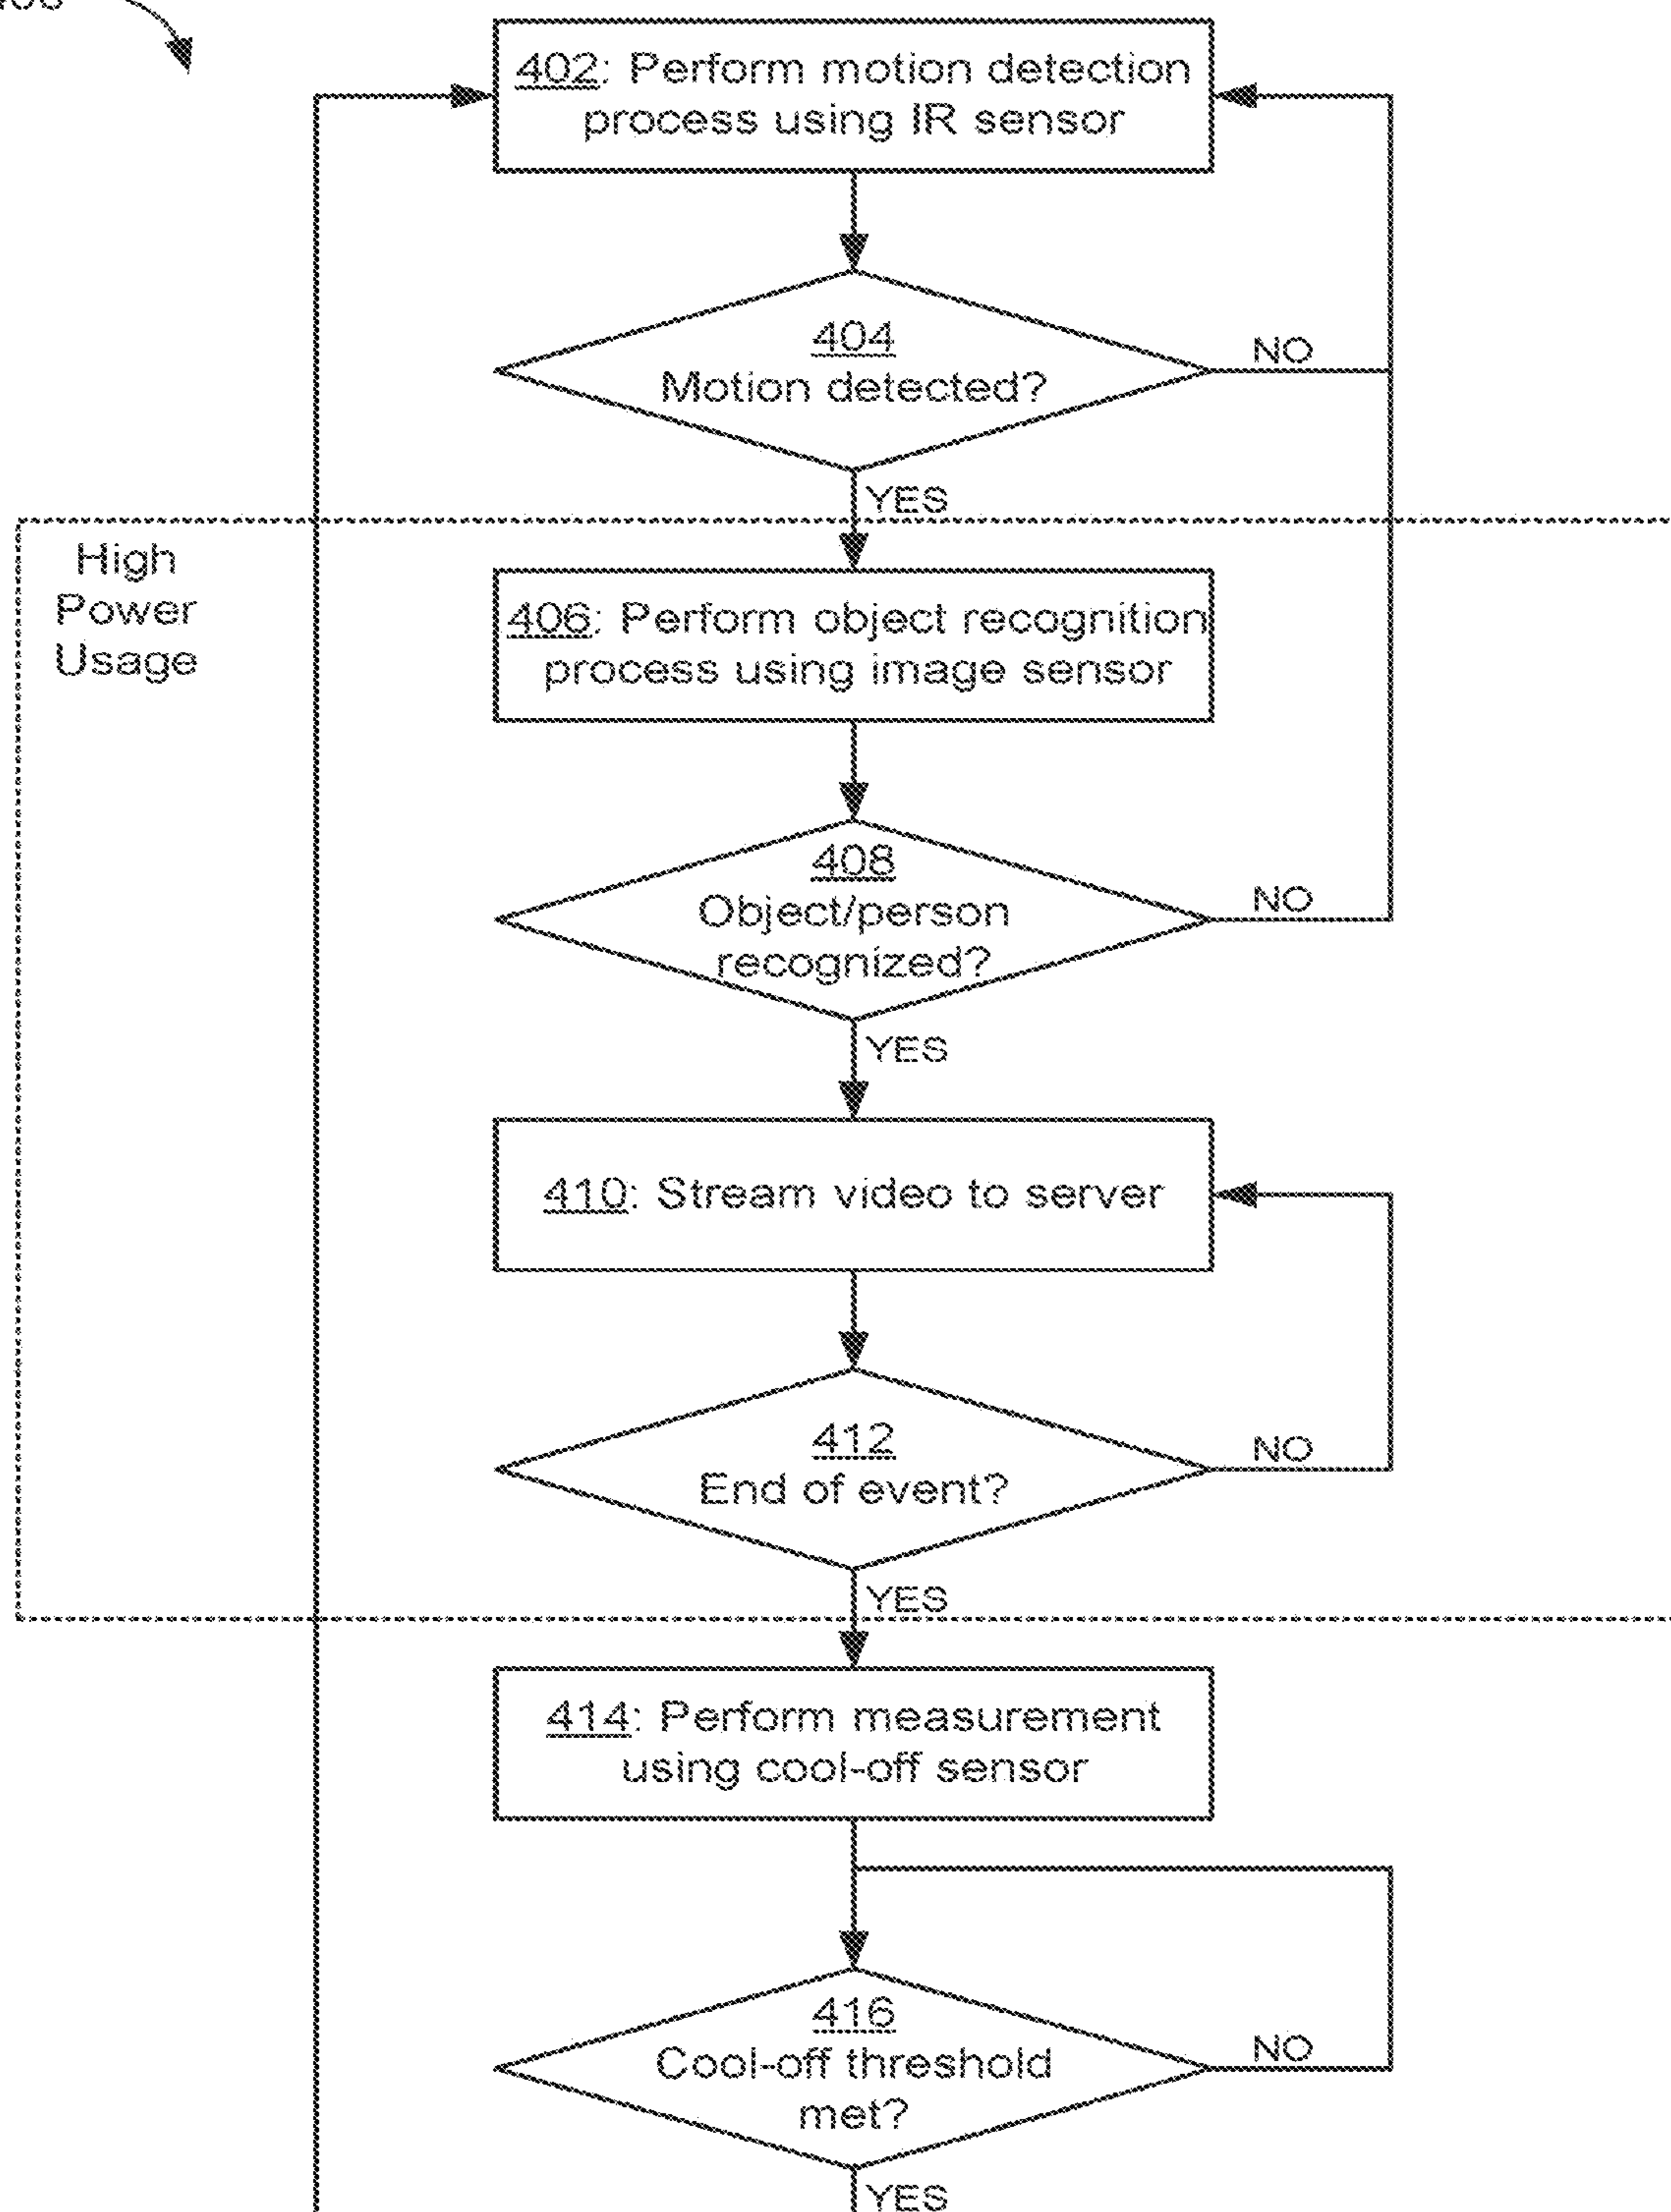 402: Perform motion detection
process using IR sensor
404
Motion detected?
NO
YES
High
Power
Usage
406: Perform object recognition
process using image sensor
408
Object/person
recognized?
NO
YES
410: Stream video to server
412
End of event?
NO
YES
414: Perform measurement
using cool-off sensor
416
Cool-off threshold
met?
NO
YES